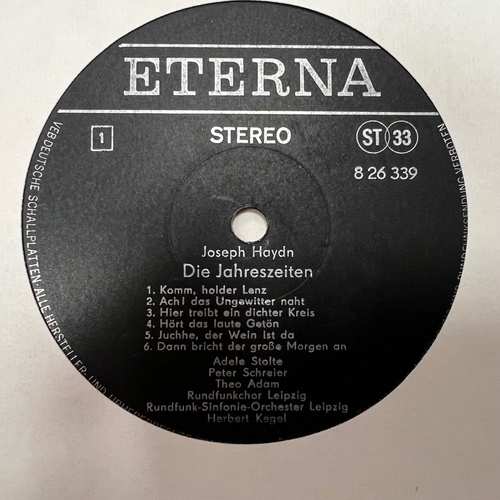 ETERNA
1
STEREO
ST 33
8 26 339
Joseph Haydn
Die Jahreszeiten
1. Komm, holder Lenz
2. Ach! das Ungewitter naht
3. Hier treibt ein dichter Kreis
4. Hört das laute Getön
5. Juchhe, der Wein ist da
6. Dann bricht der große Morgen an
Adele Stolte
Peter Schreier
Theo Adam
Rundfunkchor Leipzig
Rundfunk-Sinfonie-Orchester Leipzig
Herbert Kegel
VEB DEUTSCHE SCHALLPLATTEN · ALLE HERSTELLER- UND
VERBOTEN